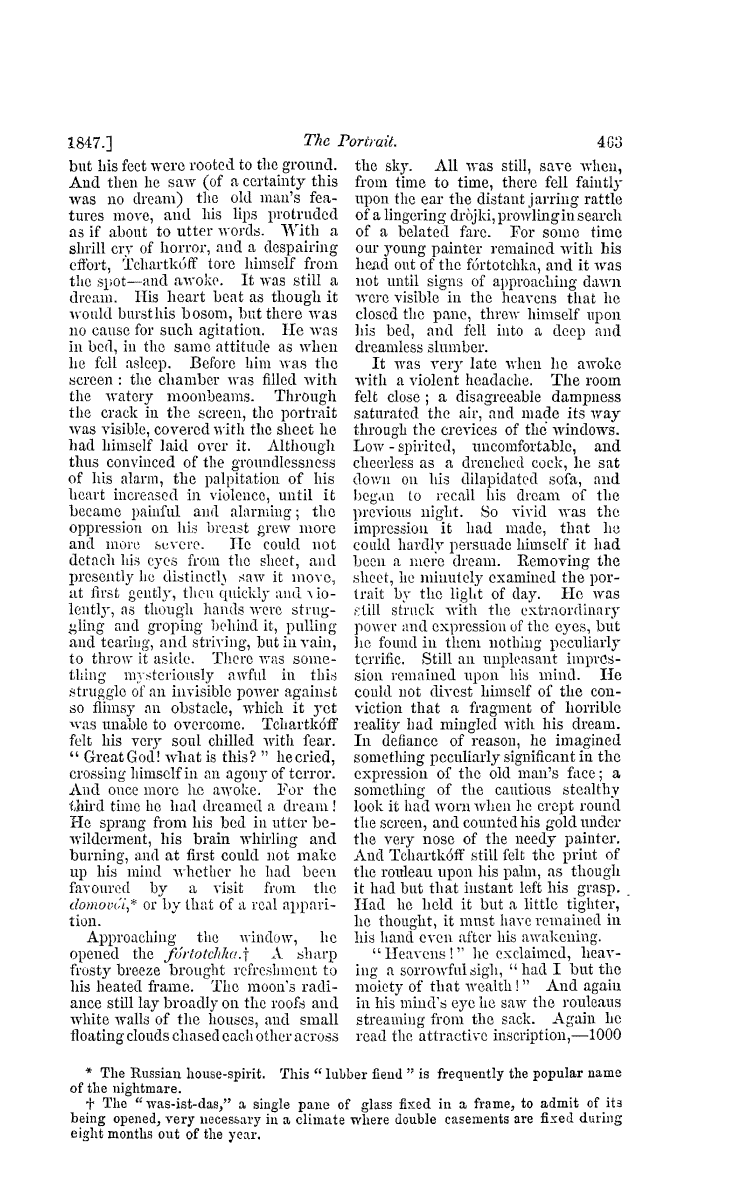 1847.] The Portrait. 463
but his feet were rooted to the ground.
And then he saw (of a certainty this
was no dream) the old man's fea-
tures move, and his lips protruded
as if about to utter words. With a
shrill cry of horror, and a despairing
effort, Tchartkóff tore himself from
the spot—and awoke. It was still a
dream. His heart beat as though it
would burst his bosom, but there was
no cause for such agitation. He was
in bed, in the same attitude as when
he fell asleep. Before him was the
screen : the chamber was filled with
the watery moonbeams. Through
the crack in the screen, the portrait
was visible, covered with the sheet he
had himself laid over it. Although
thus convinced of the groundlessness
of his alarm, the palpitation of his
heart increased in violence, until it
became painful and alarming ; the
oppression on his breast grew more
and more severe. He could not
detach his eyes from the sheet, and
presently he distinctly saw it move,
at first gently, then quickly and vio-
lently, as though hands were strug-
gling and groping behind it, pulling
and tearing, and striving, but in vain,
to throw it aside. There was some-
thing mysteriously awful in this
struggle of an invisible power against
so flimsy an obstacle, which it yet
was unable to overcome. Tchartkóff
felt his very soul chilled with fear.
" Great God! what is this? " he cried,
crossing himself in an agony of terror.
And once more he awoke. For the
third time he had dreamed a dream !
He sprang from his bed in utter be-
wilderment, his brain whirling and
burning, and at first could not make
up his mind whether he had been
favoured by a visit from the
domovói,* or by that of a real appari-
tion.
Approaching the window, he
opened the fórtotchka.† A sharp
frosty breeze brought refreshment to
his heated frame. The moon's radi-
ance still lay broadly on the roofs and
white walls of the houses, and small
floating clouds chased each other across
the sky. All was still, save when,
from time to time, there fell faintly
upon the ear the distant jarring rattle
of a lingering dròjki, prowling in search
of a belated fare. For some time
our young painter remained with his
head out of the fórtotchka, and it was
not until signs of approaching dawn
were visible in the heavens that he
closed the pane, threw himself upon
his bed, and fell into a deep and
dreamless slumber.
It was very late when he awoke
with a violent headache. The room
felt close ; a disagreeable dampness
saturated the air, and made its way
through the crevices of the windows.
Low-spirited, uncomfortable, and
cheerless as a drenched cock, he sat
down on his dilapidated sofa, and
began to recall his dream of the
previous night. So vivid was the
impression it had made, that he
could hardly persuade himself it had
been a mere dream. Removing the
sheet, he minutely examined the por-
trait by the light of day. He was
still struck with the extraordinary
power and expression of the eyes, but
he found in them nothing peculiarly
terrific. Still an unpleasant impres-
sion remained upon his mind. He
could not divest himself of the con-
viction that a fragment of horrible
reality had mingled with his dream.
In defiance of reason, he imagined
something peculiarly significant in the
expression of the old man's face ; a
something of the cautious stealthy
look it had worn when he crept round
the screen, and counted his gold under
the very nose of the needy painter.
And Tchartkóff still felt the print of
the rouleau upon his palm, as though
it had but that instant left his grasp.
Had he held it but a little tighter,
he thought, it must have remained in
his hand even after his awakening.
" Heavens ! " he exclaimed, heav-
ing a sorrowful sigh, " had I but the
moiety of that wealth ! " And again
in his mind's eye he saw the rouleaus
streaming from the sack. Again he
read the attractive inscription,—1000
* The Russian house-spirit. This " lubber fiend " is frequently the popular name
of the nightmare.
† The " was-ist-das," a single pane of glass fixed in a frame, to admit of its
being opened, very necessary in a climate where double casements are fixed during
eight months out of the year.